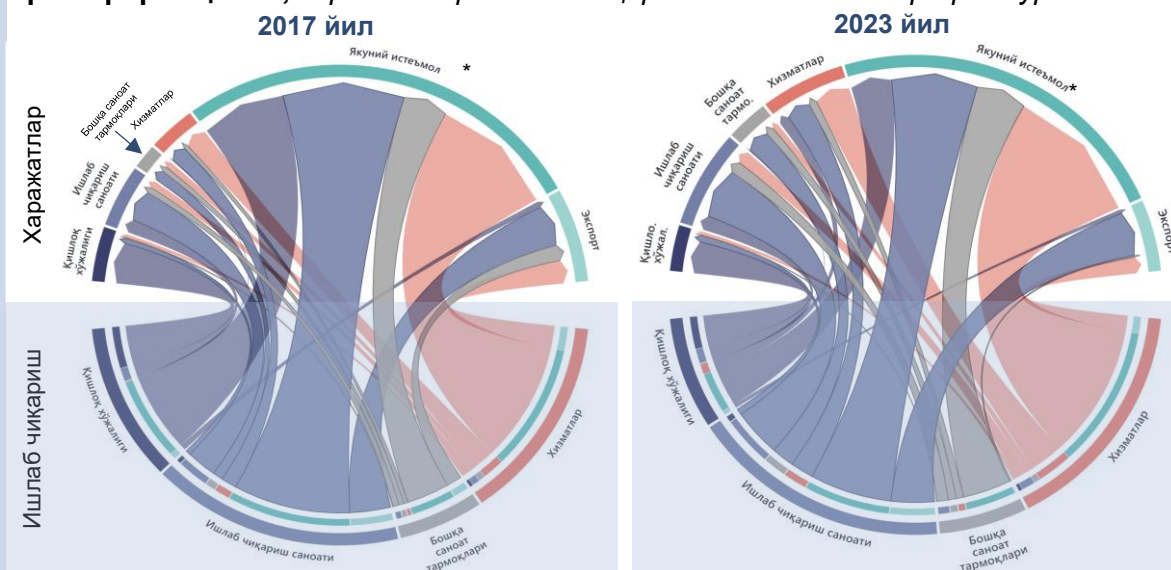 2017 йил
2023 йил
Харажатлар
Ишлаб чиқариш
Қишлоқ
хўжалиги
Ишлаб
чиқариш
саноати
Бошқа саноат
тармоқлари
Хизматлар
Якуний истеъмол *
Экспорт
Қишлоқ хўжалиги
Ишлаб чиқариш саноати
Бошқа
саноат
тармоқлари
Хизматлар
Қишло.
хўжал.
Ишлаб
чиқариш
саноати
Бошқа
саноат
тармо.
Хизматлар
Якуний истеъмол*
Экспорт
Қишлоқ хўжалиги
Ишлаб чиқариш саноати
Бошқа
саноат
тармоқлари
Хизматлар